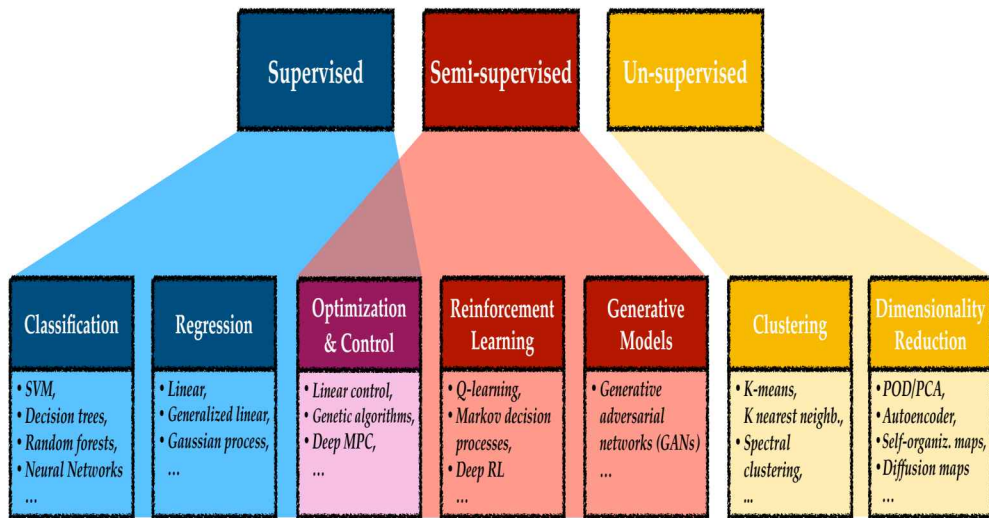 Supervised
Semi-supervised
Un-supervised
Classification
• SVM,
• Decision trees,
• Random forests,
• Neural Networks
...
Regression
• Linear,
• Generalized linear,
• Gaussian process,
...
Optimization
& Control
• Linear control,
• Genetic algorithms,
• Deep MPC,
...
Reinforcement
Learning
• Q-learning,
• Markov decision
processes,
• Deep RL
...
Generative
Models
• Generative
adversarial
networks (GANs)
...
Clustering
• K-means,
K nearest neighb.,
• Spectral
clustering,
...
Dimensionality
Reduction
• POD/PCA,
• Autoencoder,
• Self-organiz. maps,
• Diffusion maps
...